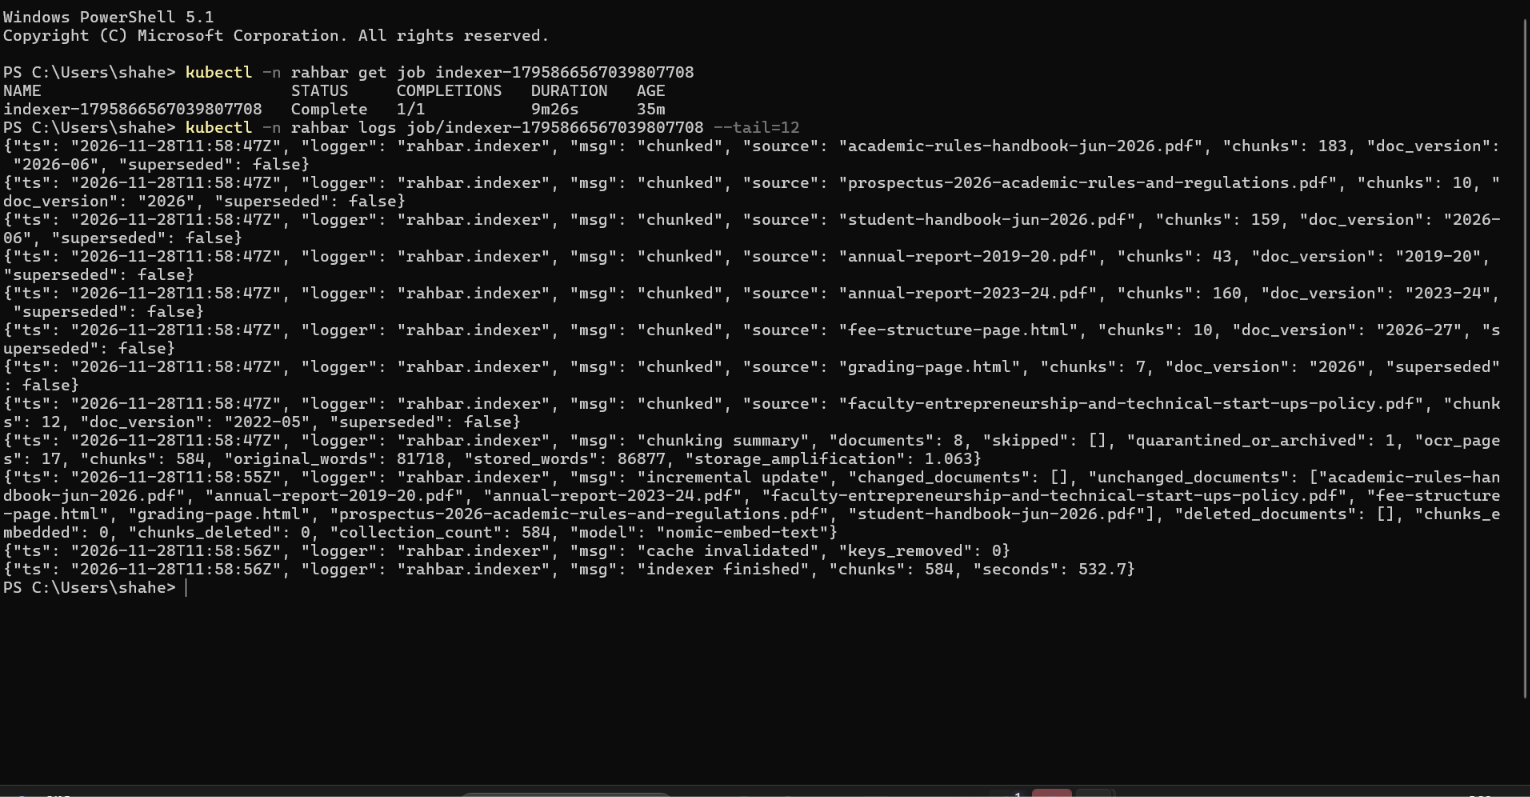 Windows PowerShell 5.1
Copyright (C) Microsoft Corporation. All rights reserved.
PS C:\Users\shahe> kubectl -n rahbar get job indexer-1795866567039807708
NAME                          STATUS     COMPLETIONS   DURATION   AGE
indexer-1795866567039807708   Complete   1/1           9m26s      35m
PS C:\Users\shahe> kubectl -n rahbar logs job/indexer-1795866567039807708 --tail=12
{"ts": "2026-11-28T11:58:47Z", "logger": "rahbar.indexer", "msg": "chunked", "source": "academic-rules-handbook-jun-2026.pdf", "chunks": 183, "doc_version":
 "2026-06", "superseded": false}
{"ts": "2026-11-28T11:58:47Z", "logger": "rahbar.indexer", "msg": "chunked", "source": "prospectus-2026-academic-rules-and-regulations.pdf", "chunks": 10, "
doc_version": "2026", "superseded": false}
{"ts": "2026-11-28T11:58:47Z", "logger": "rahbar.indexer", "msg": "chunked", "source": "student-handbook-jun-2026.pdf", "chunks": 159, "doc_version": "2026-
06", "superseded": false}
{"ts": "2026-11-28T11:58:47Z", "logger": "rahbar.indexer", "msg": "chunked", "source": "annual-report-2019-20.pdf", "chunks": 43, "doc_version": "2019-20",
"superseded": false}
{"ts": "2026-11-28T11:58:47Z", "logger": "rahbar.indexer", "msg": "chunked", "source": "annual-report-2023-24.pdf", "chunks": 160, "doc_version": "2023-24",
 "superseded": false}
{"ts": "2026-11-28T11:58:47Z", "logger": "rahbar.indexer", "msg": "chunked", "source": "fee-structure-page.html", "chunks": 10, "doc_version": "2026-27", "s
uperseded": false}
{"ts": "2026-11-28T11:58:47Z", "logger": "rahbar.indexer", "msg": "chunked", "source": "grading-page.html", "chunks": 7, "doc_version": "2026", "superseded"
: false}
{"ts": "2026-11-28T11:58:47Z", "logger": "rahbar.indexer", "msg": "chunked", "source": "faculty-entrepreneurship-and-technical-start-ups-policy.pdf", "chunk
s": 12, "doc_version": "2022-05", "superseded": false}
{"ts": "2026-11-28T11:58:47Z", "logger": "rahbar.indexer", "msg": "chunking summary", "documents": 8, "skipped": [], "quarantined_or_archived": 1, "ocr_page
s": 17, "chunks": 584, "original_words": 81718, "stored_words": 86877, "storage_amplification": 1.063}
{"ts": "2026-11-28T11:58:55Z", "logger": "rahbar.indexer", "msg": "incremental update", "changed_documents": [], "unchanged_documents": ["academic-rules-han
dbook-jun-2026.pdf", "annual-report-2019-20.pdf", "annual-report-2023-24.pdf", "faculty-entrepreneurship-and-technical-start-ups-policy.pdf", "fee-structure
-page.html", "grading-page.html", "prospectus-2026-academic-rules-and-regulations.pdf", "student-handbook-jun-2026.pdf"], "deleted_documents": [], "chunks_e
mbedded": 0, "chunks_deleted": 0, "collection_count": 584, "model": "nomic-embed-text"}
{"ts": "2026-11-28T11:58:56Z", "logger": "rahbar.indexer", "msg": "cache invalidated", "keys_removed": 0}
{"ts": "2026-11-28T11:58:56Z", "logger": "rahbar.indexer", "msg": "indexer finished", "chunks": 584, "seconds": 532.7}
PS C:\Users\shahe>